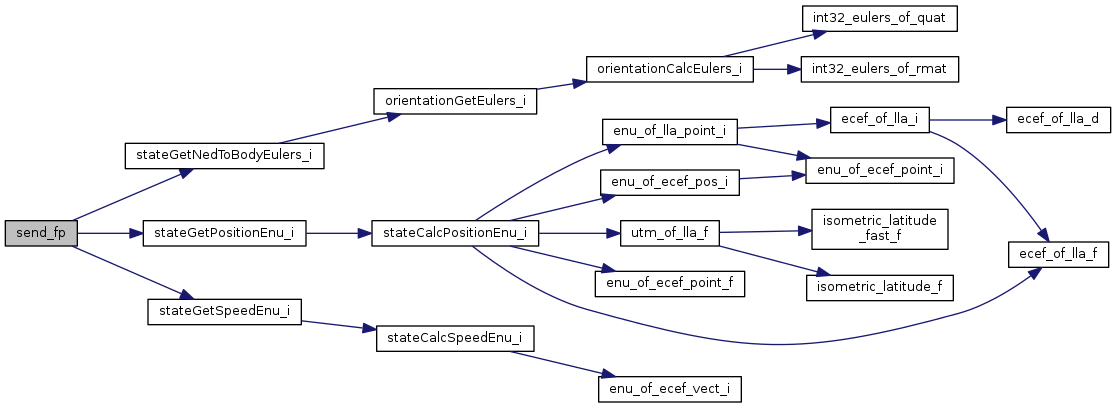 int32_eulers_of_quat
orientationCalcEulers_i
int32_eulers_of_rmat
orientationGetEulers_i
ecef_of_lla_i
ecef_of_lla_d
enu_of_lla_point_i
stateGetNedToBodyEulers_i
enu_of_ecef_point_i
enu_of_ecef_pos_i
isometric_latitude
_fast_f
send_fp
stateGetPositionEnu_i
stateCalcPositionEnu_i
utm_of_lla_f
ecef_of_lla_f
enu_of_ecef_point_f
isometric_latitude_f
stateGetSpeedEnu_i
stateCalcSpeedEnu_i
enu_of_ecef_vect_i